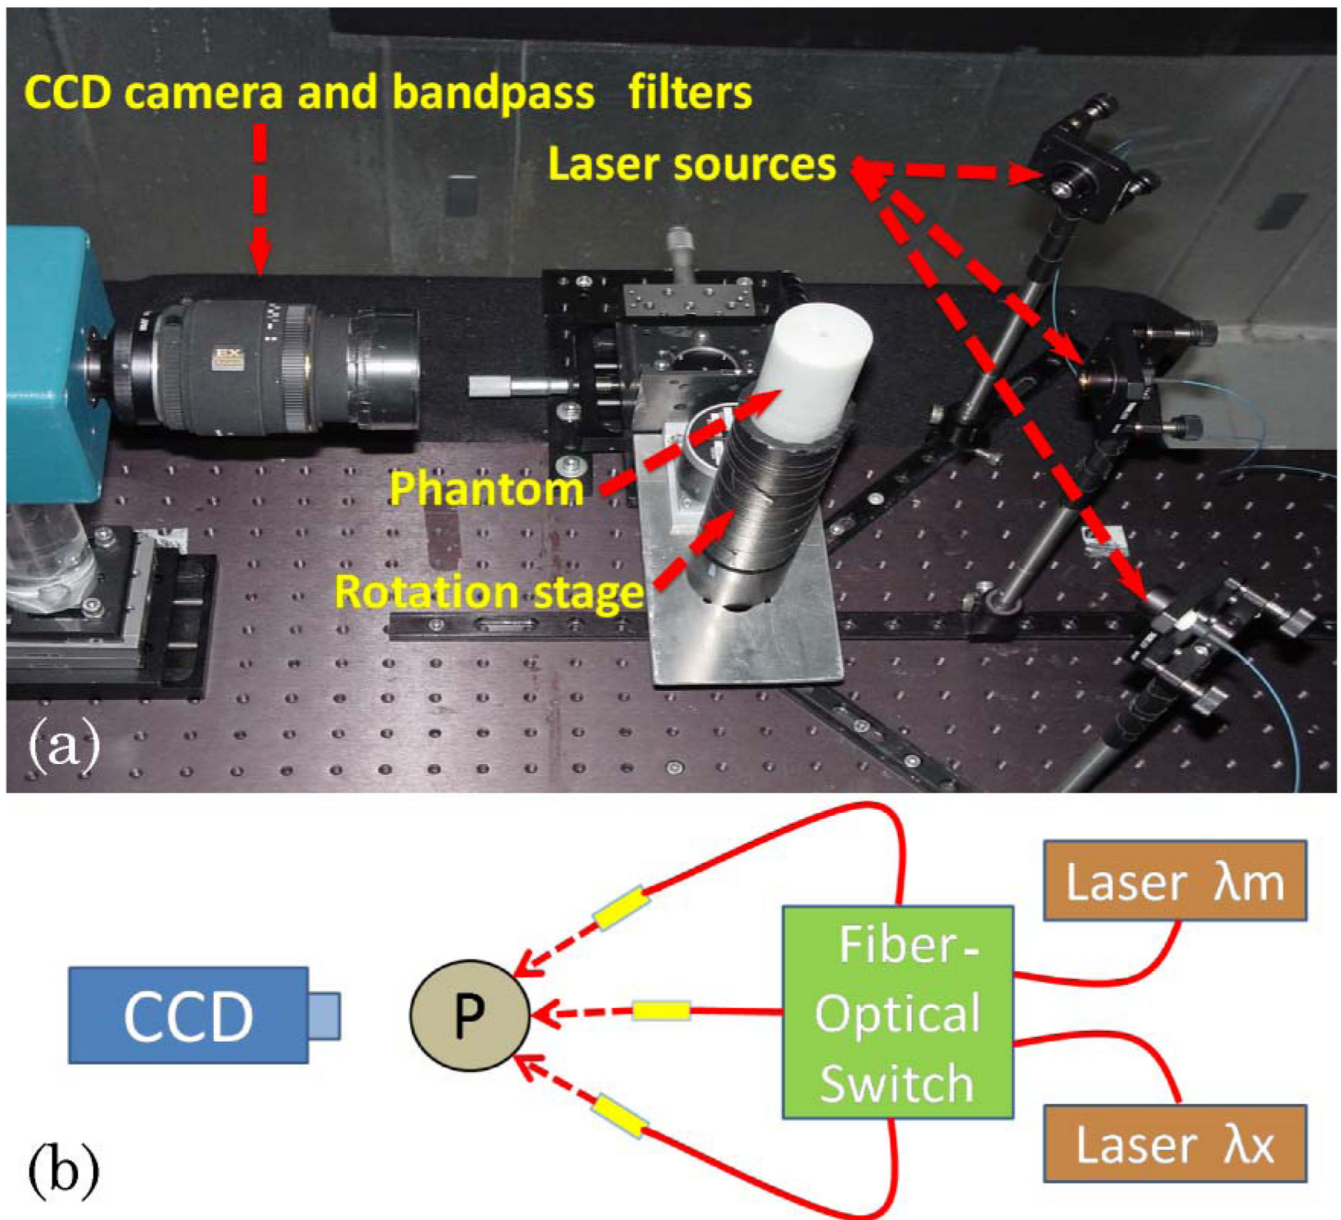 CCD camera and bandpass filters
Laser sources
EX
Phantom
Rotation stage
(a)
Laser λm
Fiber-
Optical
Switch
CCD
P
Laser λx
(b)